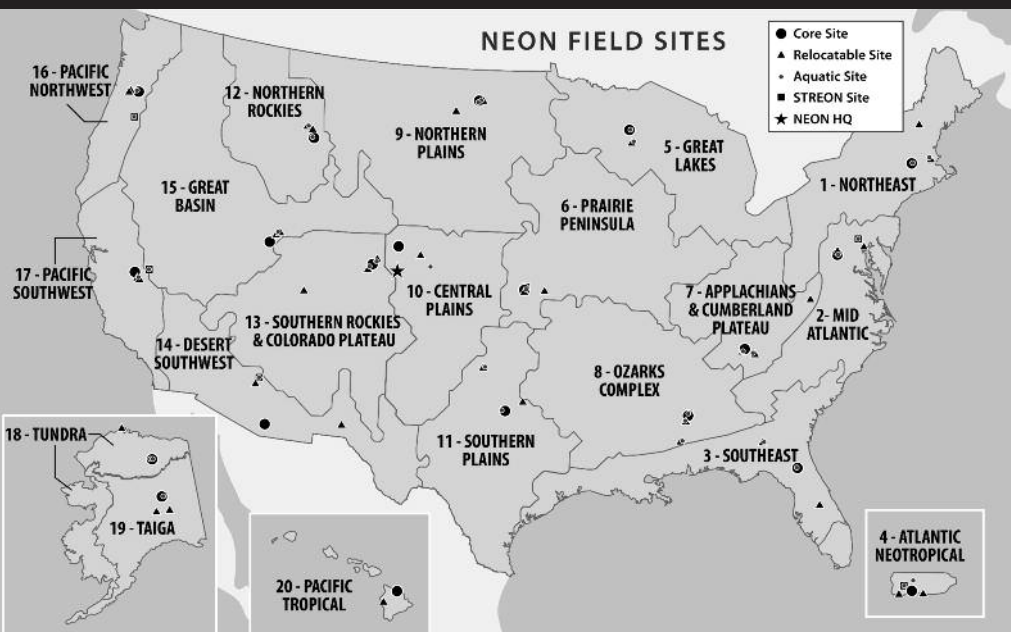 NEON FIELD SITES
Core Site
Relocatable Site
Aquatic Site
STREON Site
NEON HQ
16 - PACIFIC
NORTHWEST
12 - NORTHERN
ROCKIES
9 - NORTHERN
PLAINS
5 - GREAT
LAKES
1 - NORTHEAST
15 - GREAT
BASIN
6 - PRAIRIE
PENINSULA
17 - PACIFIC
SOUTHWEST
10 - CENTRAL
PLAINS
7 - APPLACHIANS
& CUMBERLAND
PLATEAU
2- MID
ATLANTIC
13 - SOUTHERN ROCKIES
& COLORADO PLATEAU
14 - DESERT
SOUTHWEST
8 - OZARKS
COMPLEX
11 - SOUTHERN
PLAINS
3 - SOUTHEAST
18 - TUNDRA
19 - TAIGA
20 - PACIFIC
TROPICAL
4 - ATLANTIC
NEOTROPICAL